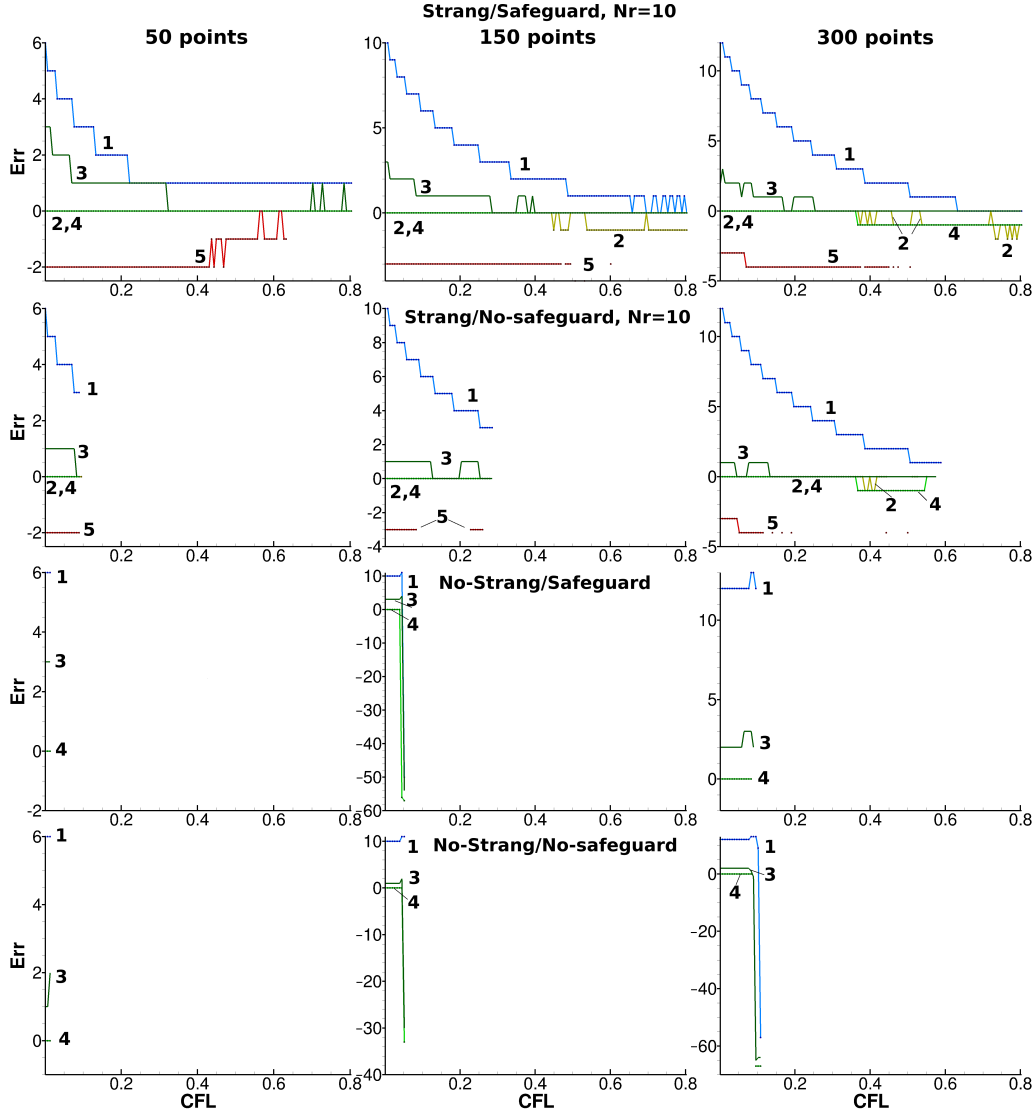 Strang/Safeguard, Nr=10
50 points 150 points 300 points
6 10 10
4 5 5
2 0 0
0
-2 -5
Err
1 3 2,4 5
1 3 2,4 2 5
1 3 2,4 2 4 2 5
0.2 0.4 0.6 0.8 0.2 0.4 0.6 0.8 0.2 0.4 0.6 0.8
Strang/No-safeguard, Nr=10
6 10 10
4 8 5
2 6 0
0 4 -5
-2 2
0
-2
-4
Err
1 3 2,4 5
1 3 2,4 5
1 3 2,4 2 4 5
0.2 0.4 0.6 0.8 0.2 0.4 0.6 0.8 0.2 0.4 0.6 0.8
No-Strang/Safeguard
6 10 10
4 0 5
2 -10 0
0 -20
-2 -30
-40
-50
-60
Err
1 3 4
1 3 4
1 3 4
0.2 0.4 0.6 0.8 0.2 0.4 0.6 0.8 0.2 0.4 0.6 0.8
No-Strang/No-safeguard
6 10 0
4 0 -20
2 -10 -40
0 -20 -60
-30
-40
Err
1 3 4
1 3 4
1 3 4
0.2 0.4 0.6 0.8 0.2 0.4 0.6 0.8 0.2 0.4 0.6 0.8
CFL CFL CFL